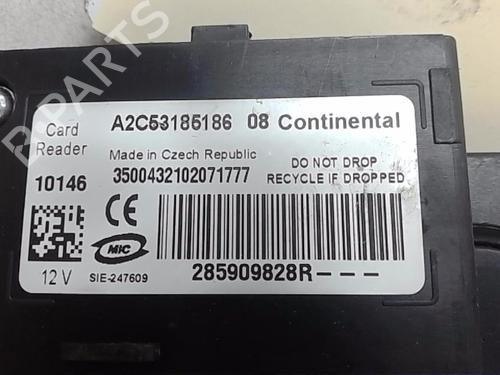 B-PARTS
Card
Reader
A2C53185186 08 Continental
Made in Czech Republic
DO NOT DROP
RECYCLE IF DROPPED
10146
3500432102071777
CE
MIC
12 V
SIE-247609
285909828R---